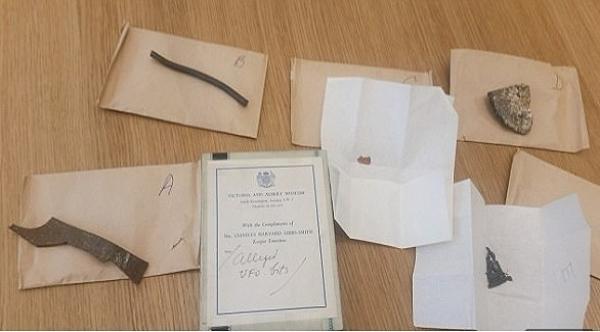 B
D
A
VICTORIA AND ALBERT MUSEUM
South Kensington, London, S.W. 7
With the Compliments of
Mr. CHARLES HARVARD GIBBS-SMITH
Keeper Emeritus
/Alleged
UFO bits/